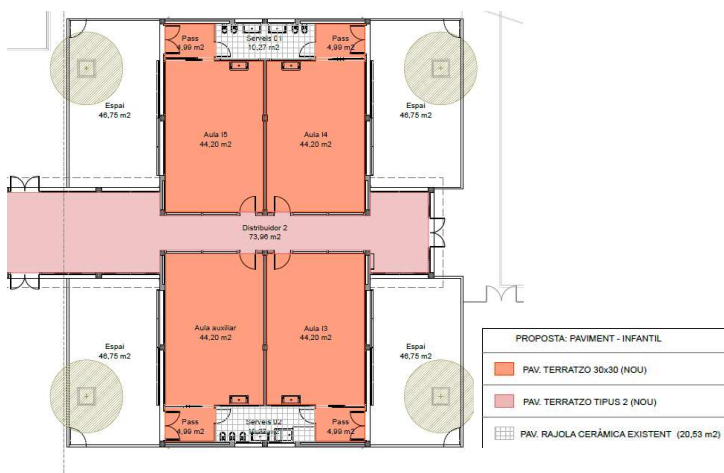 Pass
4,99 m2
Serveis 01
10,27 m2
Pass
4,99 m2
Espai
46,75 m2
Espai
46,75 m2
Aula I5
44,20 m2
Aula I4
44,20 m2
Distribuidor 2
73,96 m2
Aula auxiliar
44,20 m2
Aula I3
44,20 m2
Espai
46,75 m2
Espai
46,75 m2
Pass
4,99 m2
Serveis 02
Pass
4,99 m2
PROPOSTA: PAVIMENT - INFANTIL
PAV. TERRATZO 30x30 (NOU)
PAV. TERRATZO TIPUS 2 (NOU)
PAV. RAJOLA CERÀMICA EXISTENT (20,53 m2)